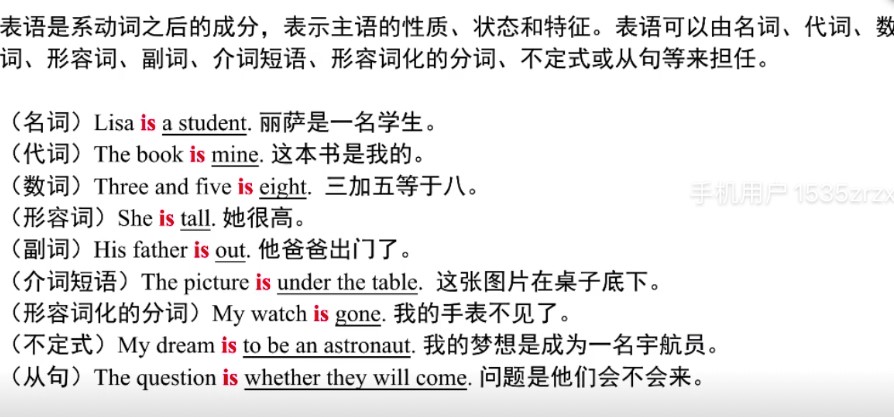 表语是系动词之后的成分，表示主语的性质、状态和特征。表语可以由名词、代词、数
词、形容词、副词、介词短语、形容词化的分词、不定式或从句等来担任。
（名词）Lisa is a student. 丽萨是一名学生。
（代词）The book is mine. 这本书是我的。
（数词）Three and five is eight. 三加五等于八。
手机用户 1535zrzx
（形容词）She is tall. 她很高。
（副词）His father is out. 他爸爸出门了。
（介词短语）The picture is under the table. 这张图片在桌子底下。
（形容词化的分词）My watch is gone. 我的手表不见了。
（不定式）My dream is to be an astronaut. 我的梦想是成为一名宇航员。
（从句）The question is whether they will come. 问题是他们会不会来。